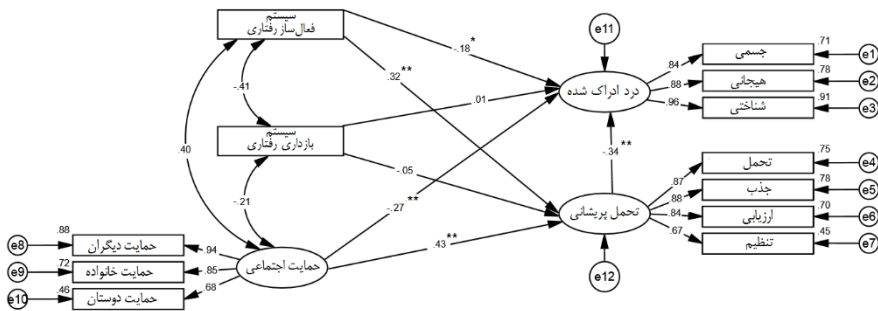 سیستم
فعال‌ساز رفتاری
e11
-.18*
.71
جسمی
e1
.84
.32**
درد ادراک شده
.88
.78
هیجانی
e2
-.41
.96
.91
شناختی
e3
.01
سیستم
بازداری رفتاری
.40
-.34**
.75
تحمل
e4
-.05
.87
.78
جذب
e5
-.21
-.27**
تحمل پریشانی
.88
.84
.70
ارزیابی
e6
.88
e8
حمایت دیگران
.94
.43**
.67
.45
تنظیم
e7
.72
e9
حمایت خانواده
.85
حمایت اجتماعی
e12
.46
e10
حمایت دوستان
.68